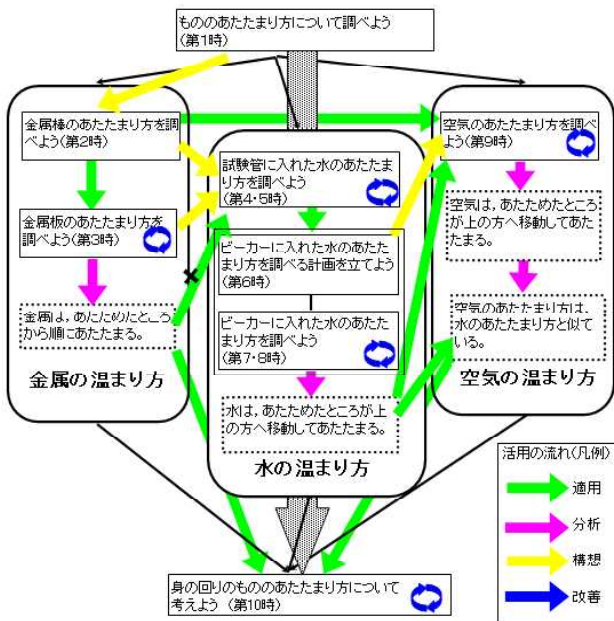 もののあたたまり方について調べよう
(第1時)
金属棒のあたたまり方を調
べよう(第2時)
金属板のあたたまり方を
調べよう(第3時)
金属は，あたためたところ
から順にあたたまる。
金属の温まり方
試験管に入れた水のあたたま
り方を調べよう
(第4・5時)
ビーカーに入れた水のあたた
まり方を調べる計画を立てよう
(第6時)
ビーカーに入れた水のあたた
まり方を調べよう
(第7・8時)
水は，あたためたところが上
の方へ移動してあたたまる。
水の温まり方
空気のあたたまり方を調べ
よう(第9時)
空気は，あたためたところ
が上の方へ移動してあた
たまる。
空気のあたたまり方は、
水のあたたまり方と似てい
る。
空気の温まり方
身の回りのもののあたたまり方について
考えよう (第10時)
活用の流れ(凡例)
適用
分析
構想
改善